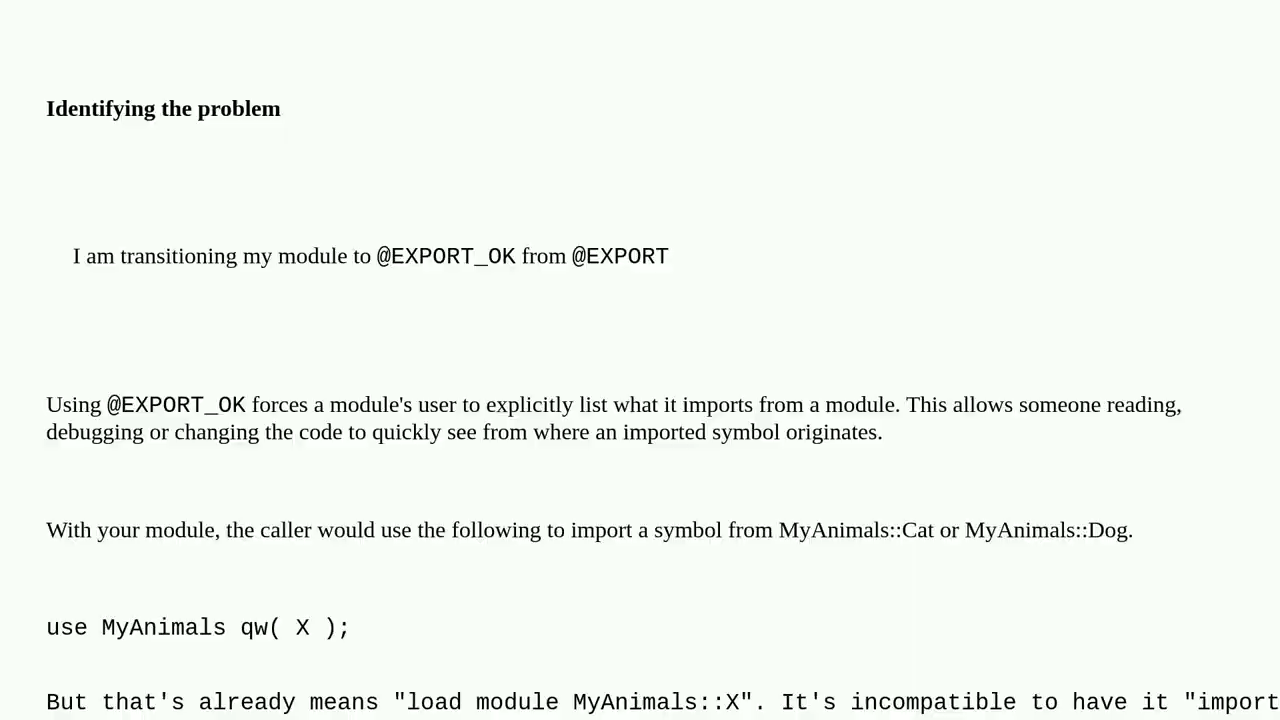 Identifying the problem
I am transitioning my module to @EXPORT_OK from @EXPORT
Using @EXPORT_OK forces a module's user to explicitly list what it imports from a module. This allows someone reading,
debugging or changing the code to quickly see from where an imported symbol originates.
With your module, the caller would use the following to import a symbol from MyAnimals::Cat or MyAnimals::Dog.
use MyAnimals qw( X );
But that's already means "load module MyAnimals::X". It's incompatible to have it "import